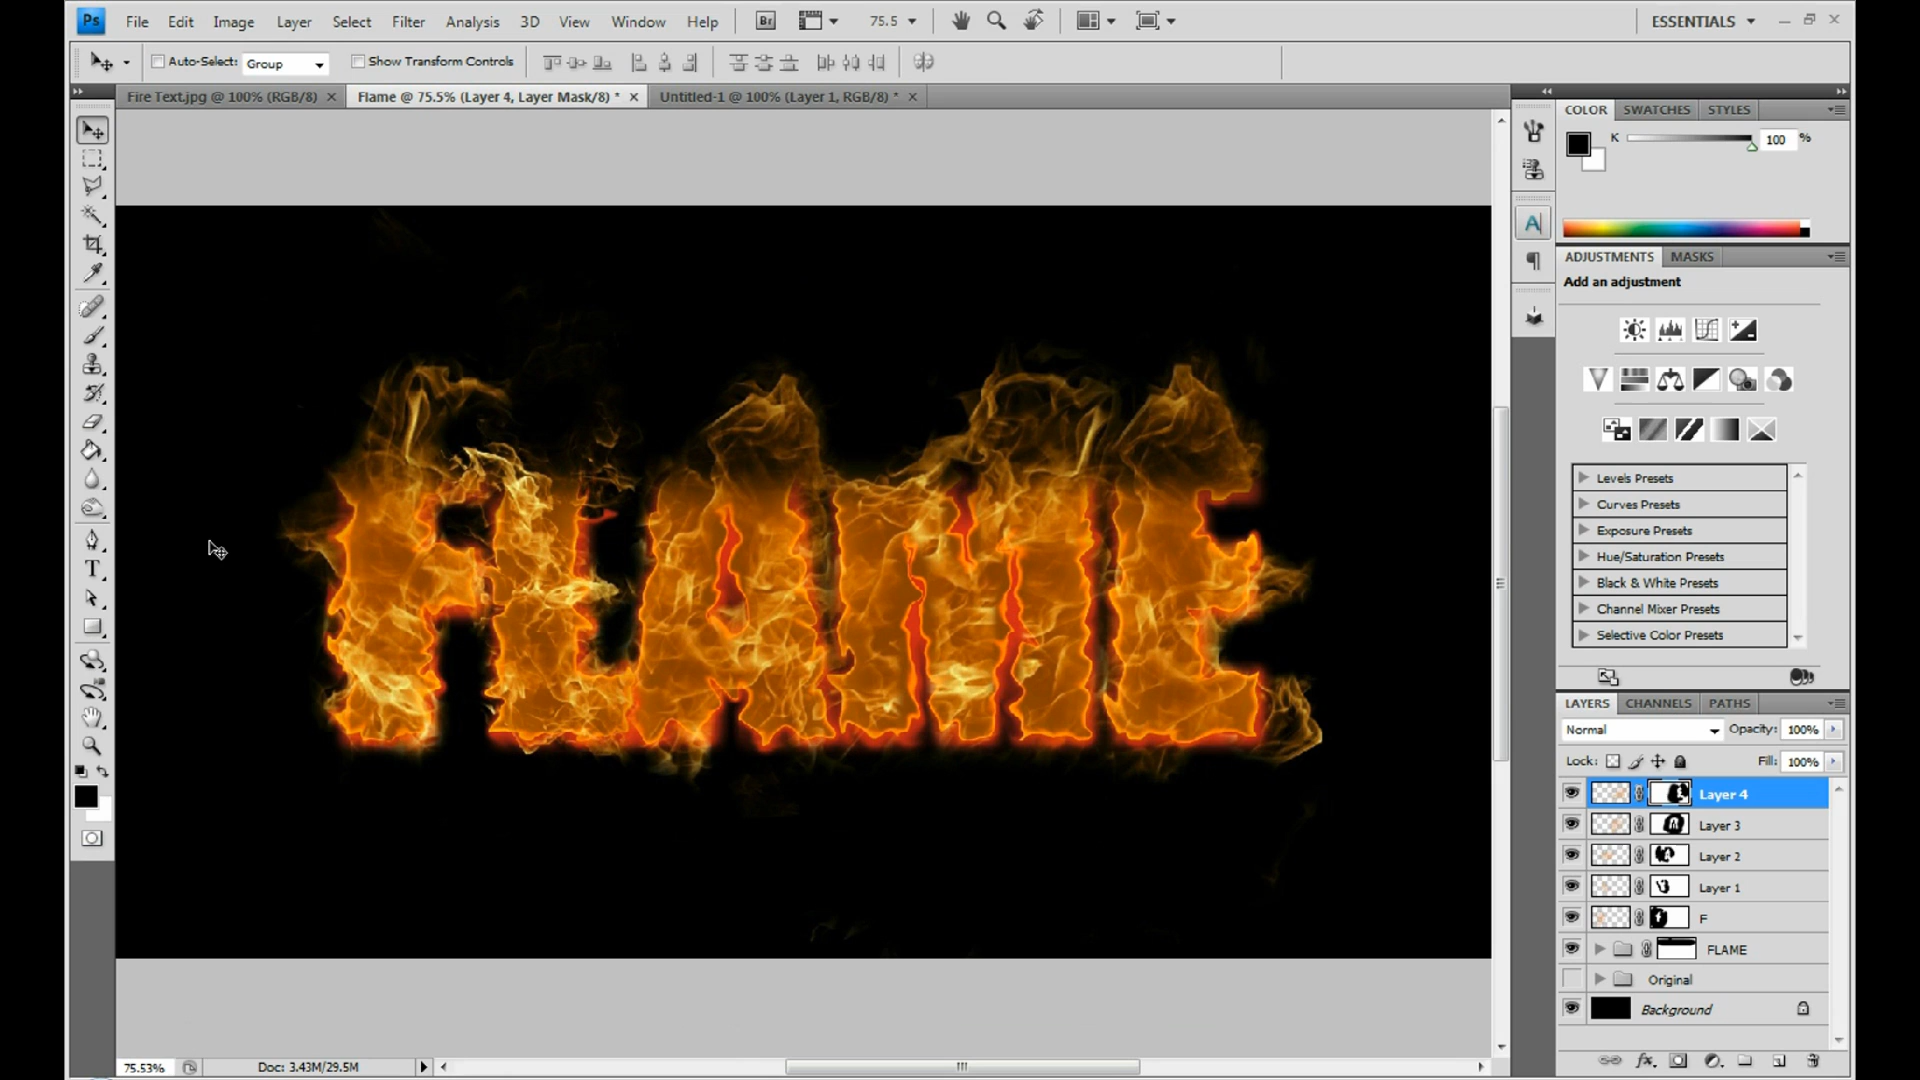 Ps File Edit Image Layer Select Filter Analysis 3D View Window Help Br 75.5 ESSENTIALS
Auto-Select: Group Show Transform Controls
Fire Text.jpg @ 100% (RGB/8) Flame @ 75.5% (Layer 4, Layer Mask/8) * Untitled-1 @ 100% (Layer 1, RGB/8) *
COLOR SWATCHES STYLES
K 100 %
ADJUSTMENTS MASKS
Add an adjustment
FLAME
Levels Presets
Curves Presets
Exposure Presets
Hue/Saturation Presets
Black & White Presets
Channel Mixer Presets
Selective Color Presets
LAYERS CHANNELS PATHS
Normal Opacity: 100%
Lock: Fill: 100%
Layer 4
Layer 3
Layer 2
Layer 1
F
FLAME
Original
Background
75.53% Doc: 3.43M/29.5M